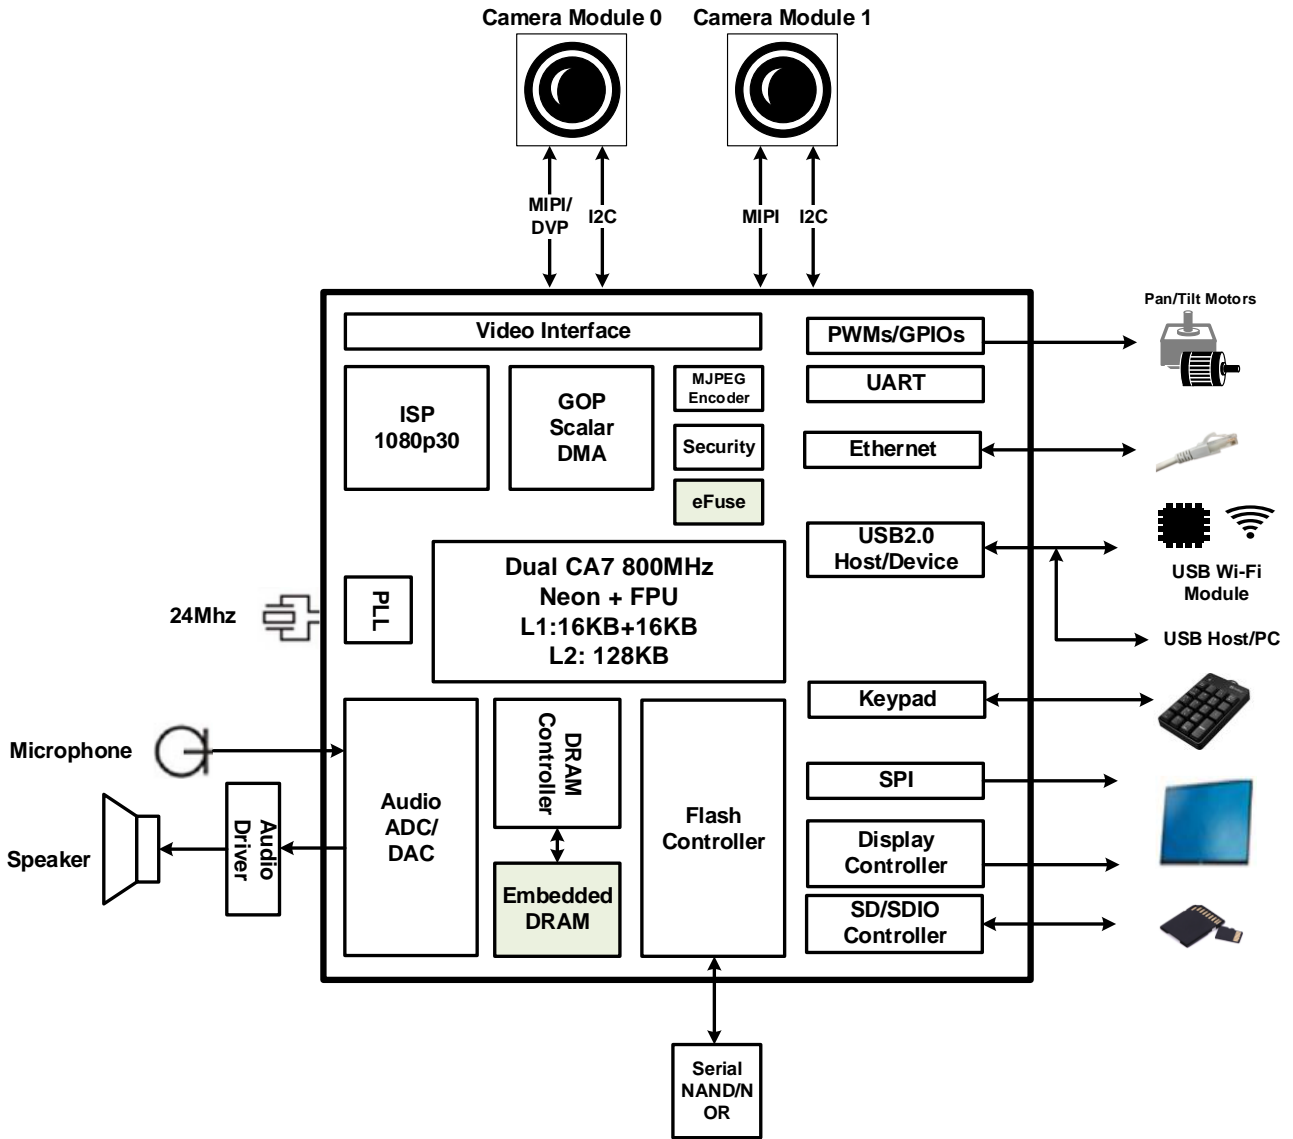 Camera Module 0
Camera Module 1
MIPI/
DVP
I2C
MIPI
I2C
Video Interface
ISP
1080p30
GOP
Scalar
DMA
MJPEG
Encoder
Security
eFuse
PWMs/GPIOs
UART
Ethernet
USB2.0
Host/Device
Pan/Tilt Motors
USB Wi-Fi
Module
USB Host/PC
24Mhz
PLL
Dual CA7 800MHz
Neon + FPU
L1:16KB+16KB
L2: 128KB
Keypad
SPI
Display
Controller
SD/SDIO
Controller
Microphone
Speaker
Audio
Driver
Audio
ADC/
DAC
DRAM
Controller
Embedded
DRAM
Flash
Controller
Serial
NAND/N
OR